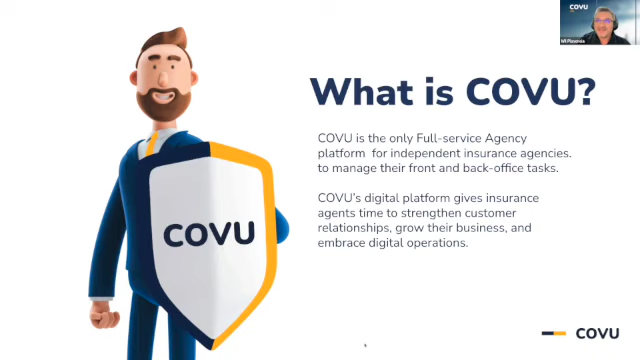 COVU
Wil Plasencia
What is COVU?
COVU is the only Full-service Agency
platform for independent insurance agencies.
to manage their front and back-office tasks.
COVU's digital platform gives insurance
agents time to strengthen customer
relationships, grow their business, and
embrace digital operations.
COVU
COVU